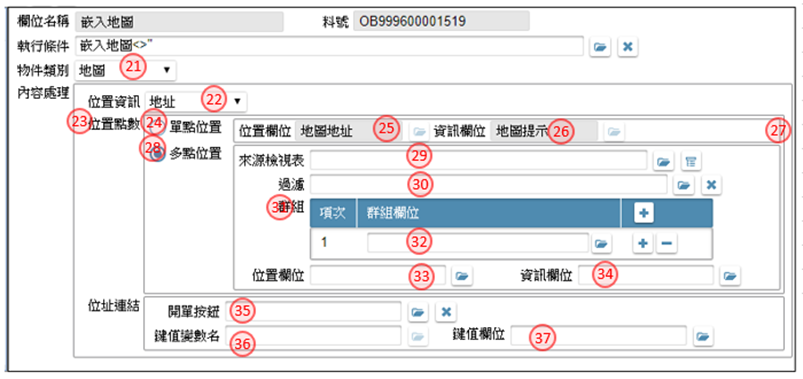 欄位名稱 嵌入地圖 料號 OB999600001519
執行條件 嵌入地圖<>''
物件類別 地圖 21
內容處理
位置資訊 地址 22
23 位置點數 24 單點位置 位置欄位 地圖地址 25 資訊欄位 地圖提示 26 27
28 多點位置 來源檢視表 29
過濾 30
群組
項次 群組欄位
1 32
位置欄位 33 資訊欄位 34
位址連結 開單按鈕 35
鍵值變數名 36 鍵值欄位 37